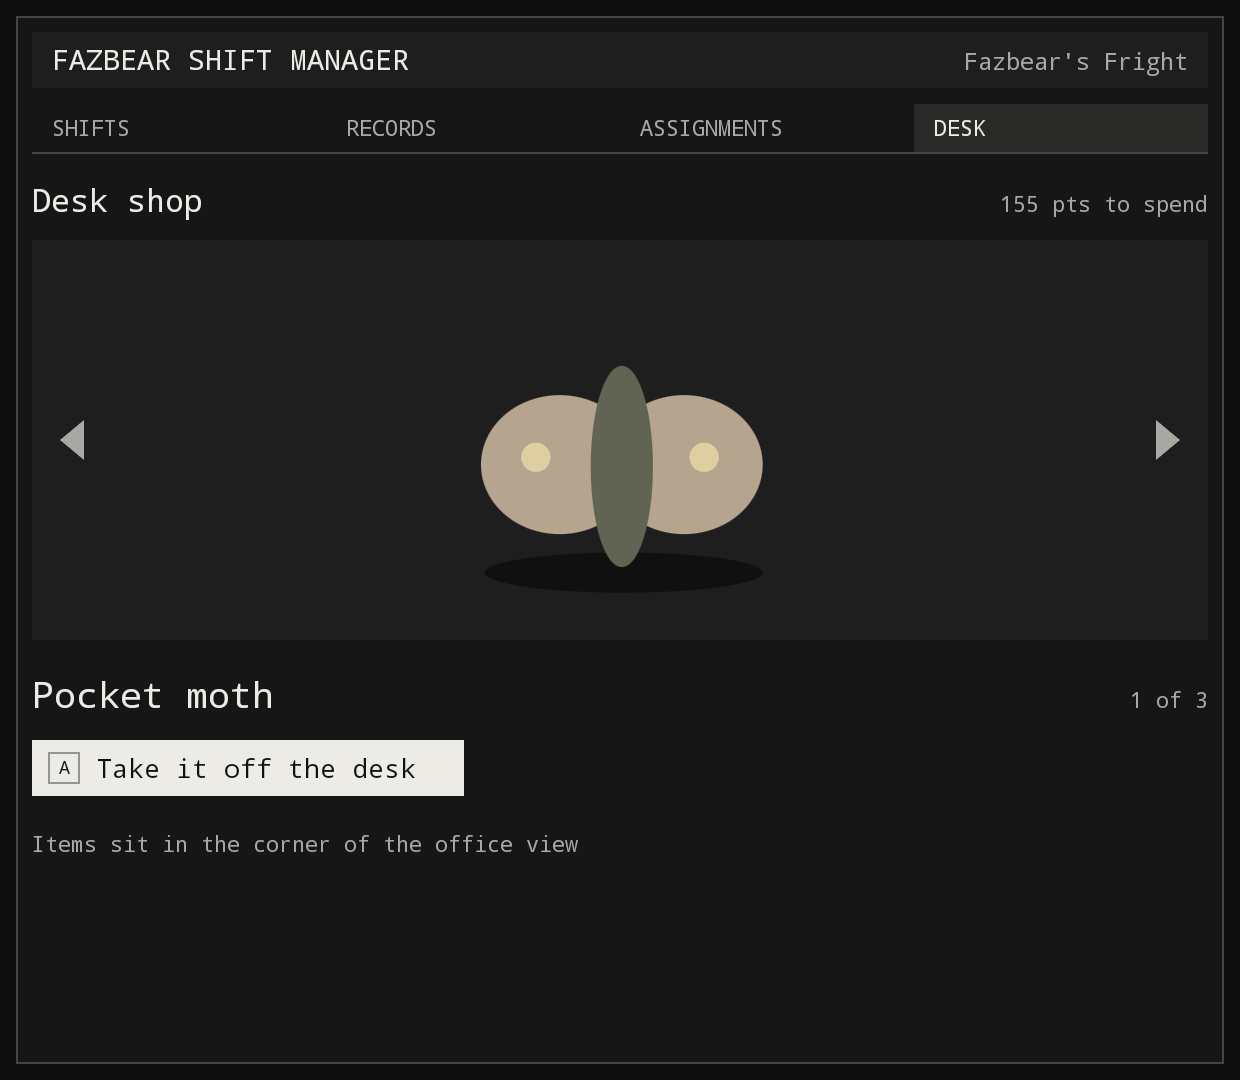 FAZBEAR SHIFT MANAGER
Fazbear's Fright
SHIFTS
RECORDS
ASSIGNMENTS
DESK
Desk shop
155 pts to spend
Pocket moth
1 of 3
A Take it off the desk
Items sit in the corner of the office view